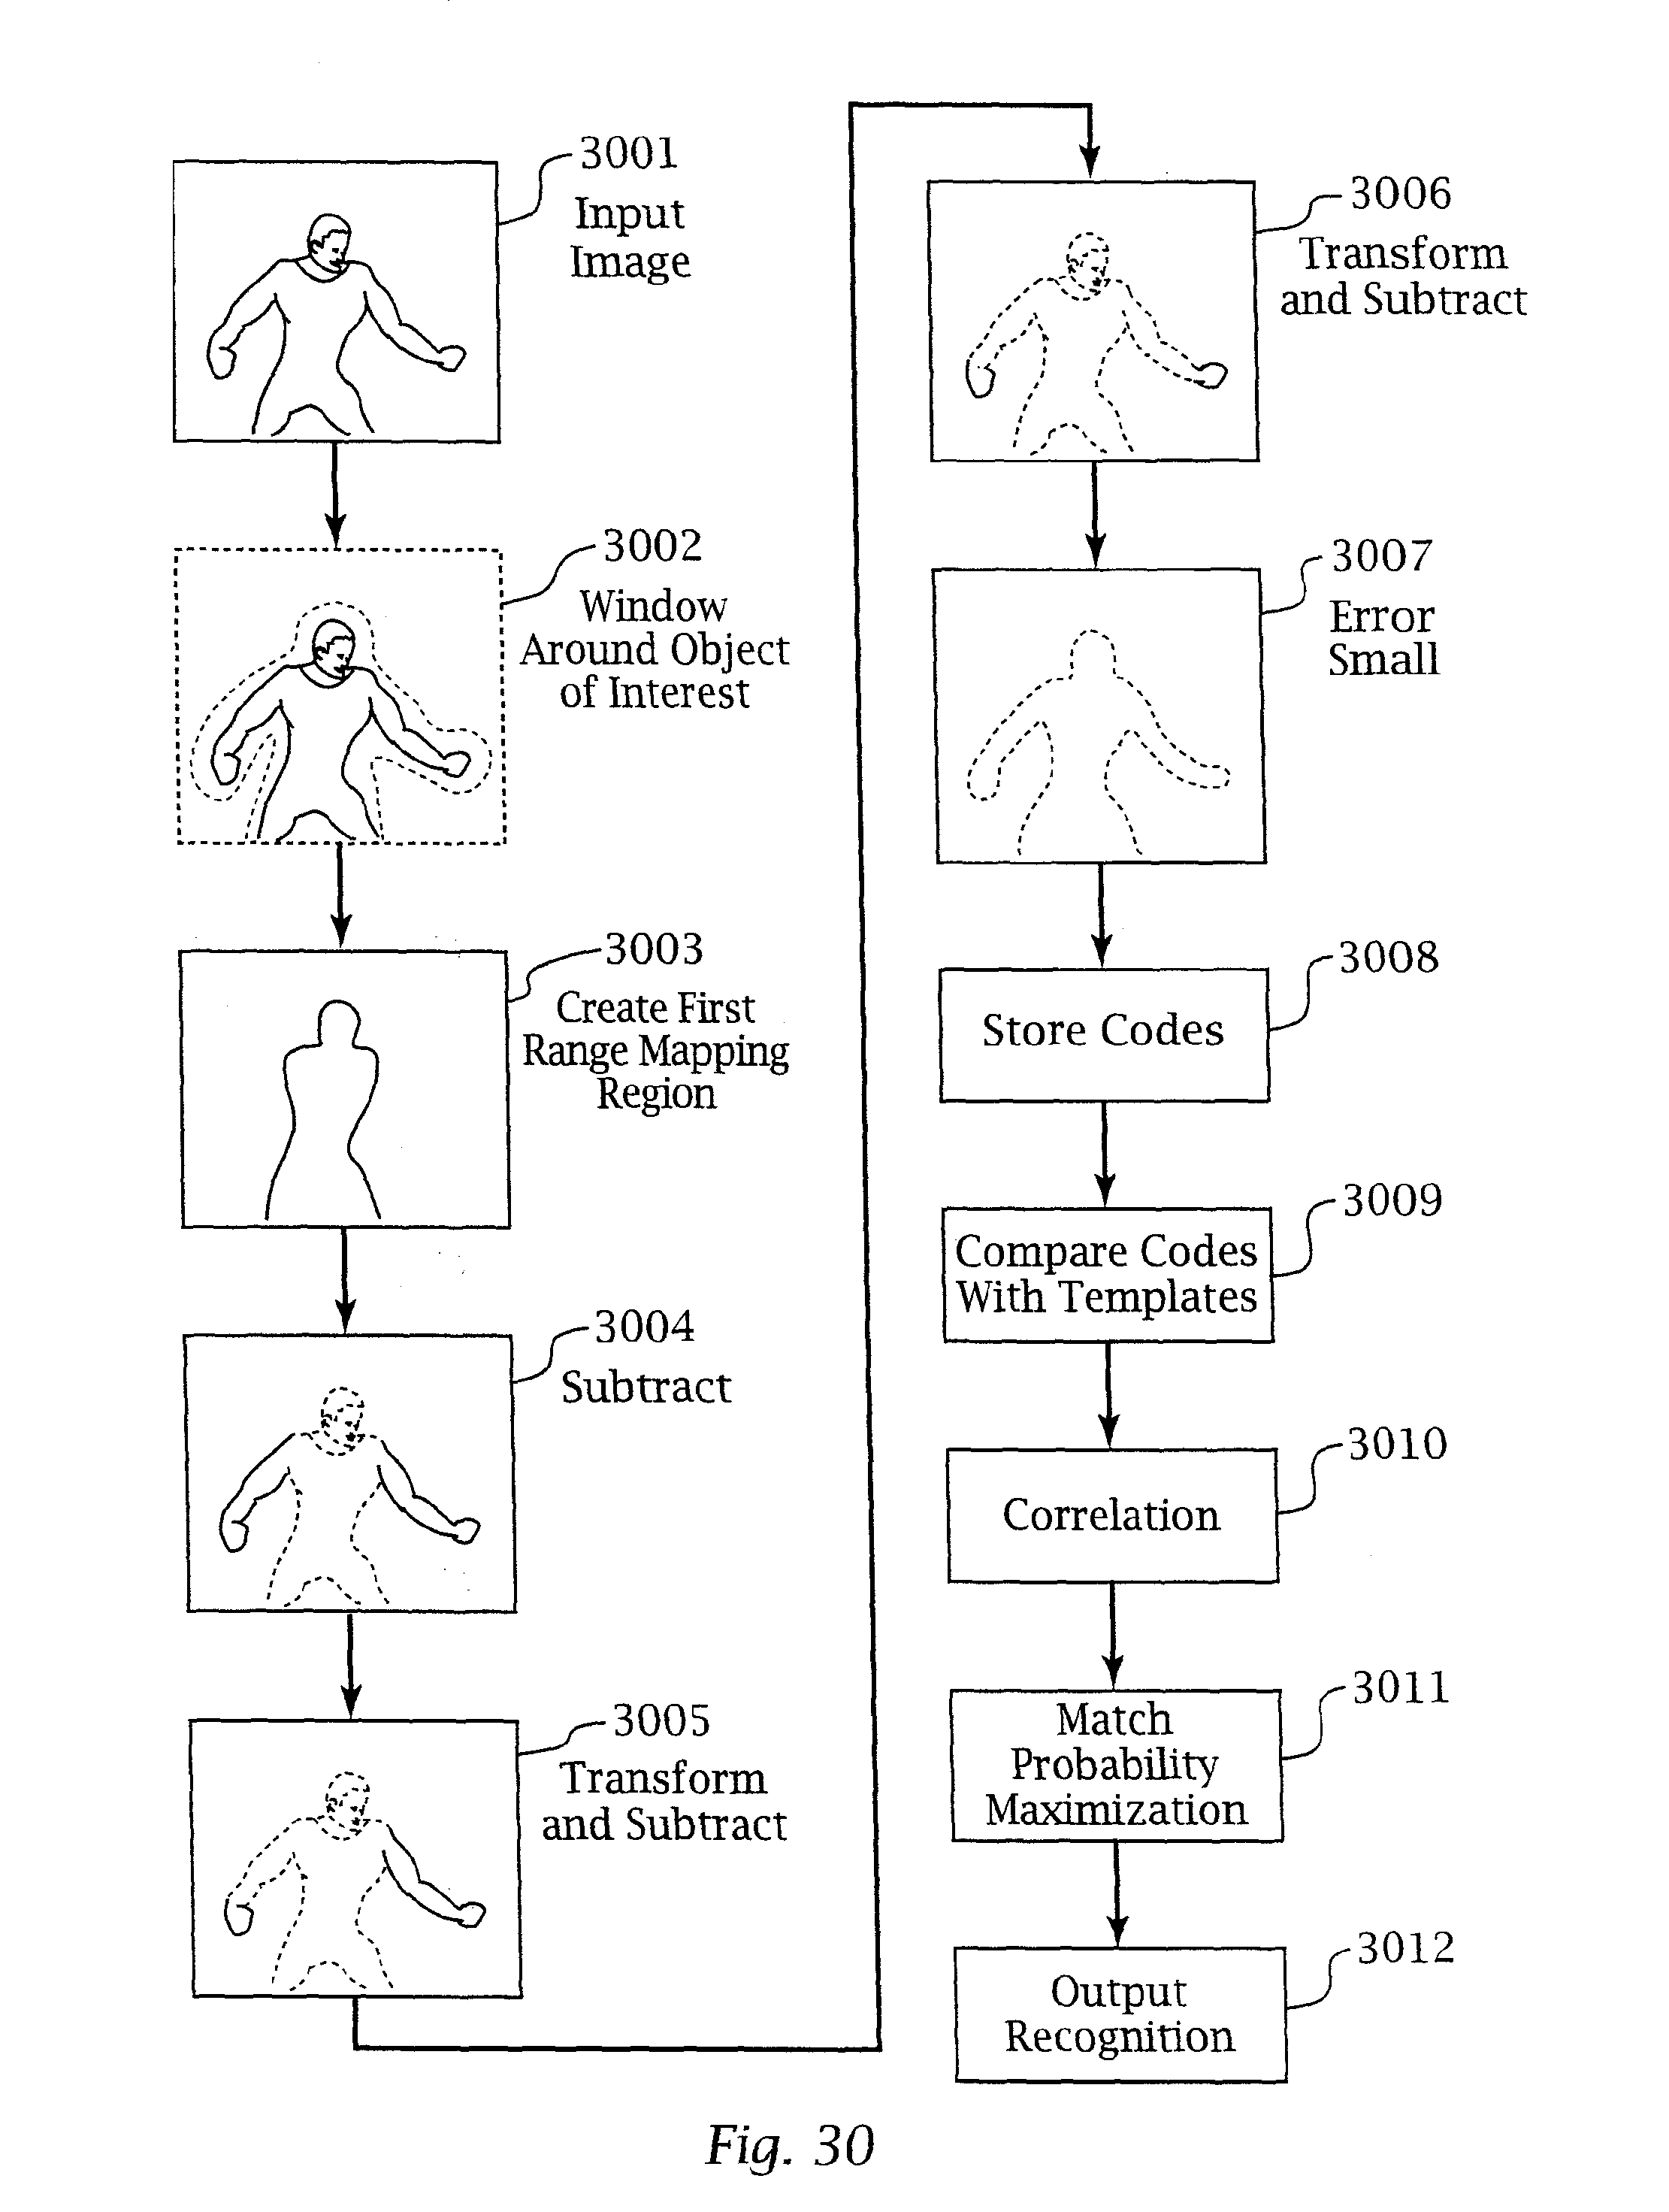 3001
Input
Image
3002
Window
Around Object
of Interest
3003
Create First
Range Mapping
Region
3004
Subtract
3005
Transform
and Subtract
3006
Transform
and Subtract
3007
Error
Small
3008
Store Codes
3009
Compare Codes
With Templates
3010
Correlation
3011
Match
Probability
Maximization
3012
Output
Recognition
Fig. 30